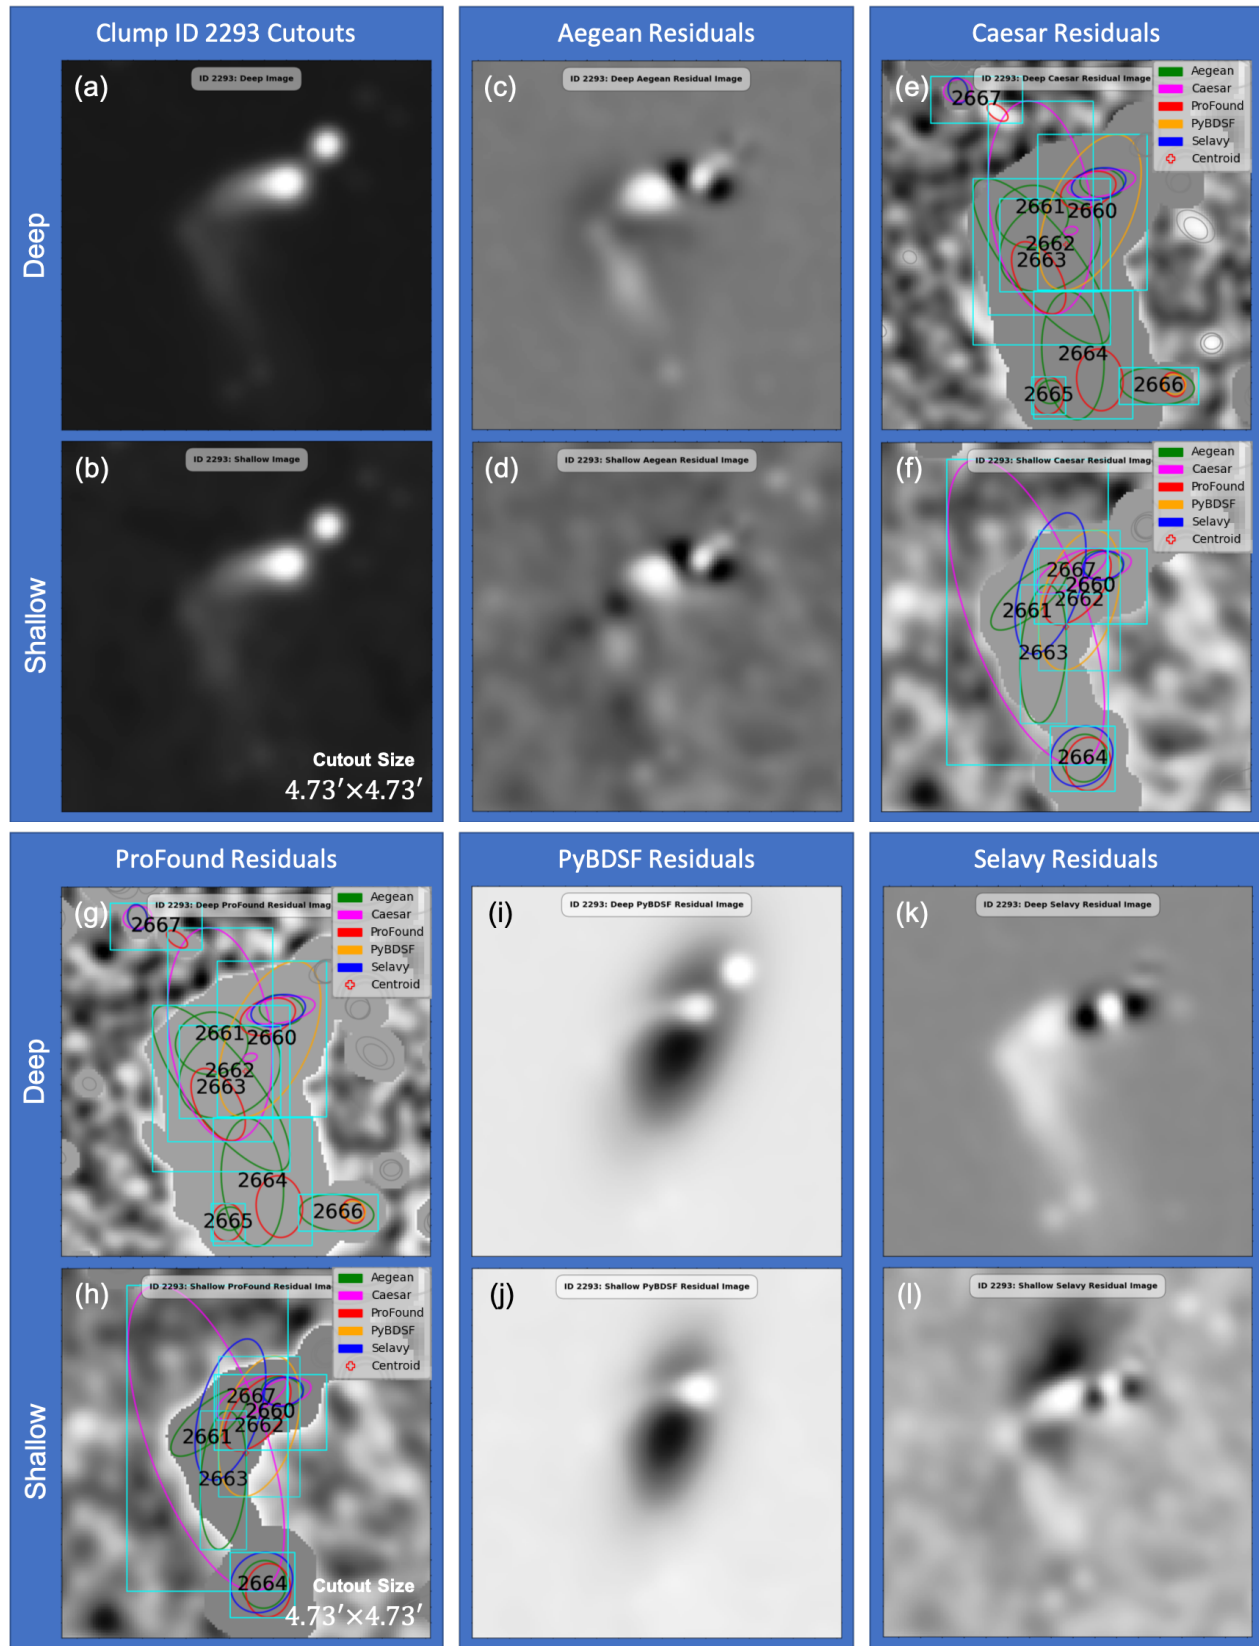 Clump ID 2293 Cutouts
Aegean Residuals
Caesar Residuals
Deep
(a)
ID 2293: Deep Image
(c)
ID 2293: Deep Aegean Residual Image
(e)
ID 2293: Deep Caesar Residual Image
Aegean
Caesar
ProFound
PyBDSF
Selavy
Centroid
2667
2661
2660
2662
2663
2664
2665
2666
Shallow
(b)
ID 2293: Shallow Image
Cutout Size
4.73′×4.73′
(d)
ID 2293: Shallow Aegean Residual Image
(f)
ID 2293: Shallow Caesar Residual Imag
Aegean
Caesar
ProFound
PyBDSF
Selavy
Centroid
2667
2660
2662
2661
2663
2664
ProFound Residuals
PyBDSF Residuals
Selavy Residuals
Deep
(g)
ID 2293: Deep ProFound Residual Imag
Aegean
Caesar
ProFound
PyBDSF
Selavy
Centroid
2667
2661
2660
2662
2663
2664
2665
2666
(i)
ID 2293: Deep PyBDSF Residual Image
(k)
ID 2293: Deep Selavy Residual Image
Shallow
(h)
ID 2293: Shallow ProFound Residual Ima
Aegean
Caesar
ProFound
PyBDSF
Selavy
Centroid
2667
2660
2662
2661
2663
2664
Cutout Size
4.73′×4.73′
(j)
ID 2293: Shallow PyBDSF Residual Image
(l)
ID 2293: Shallow Selavy Residual Image